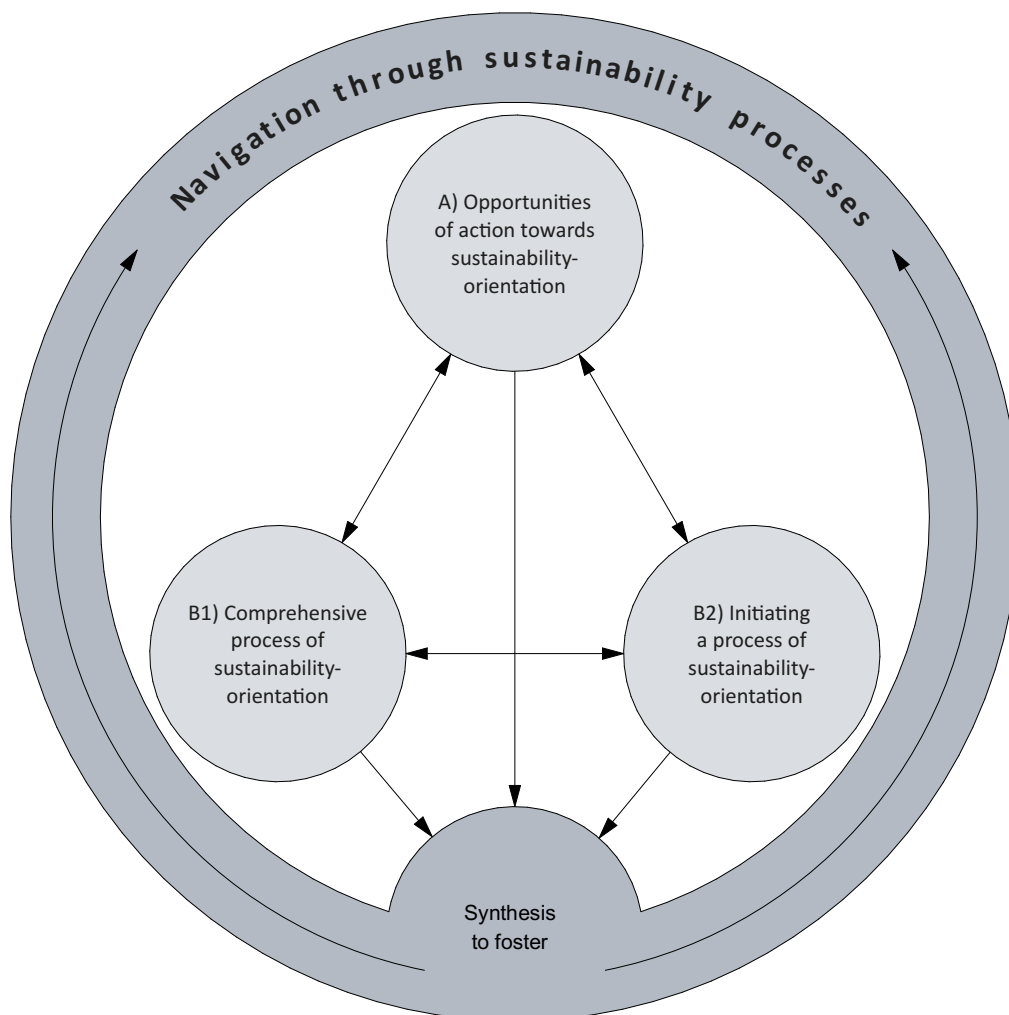 Navigation through sustainability processes
A) Opportunities
of action towards
sustainability-
orientation
B1) Comprehensive
process of
sustainability-
orientation
B2) Initiating
a process of
sustainability-
orientation
Synthesis
to foster